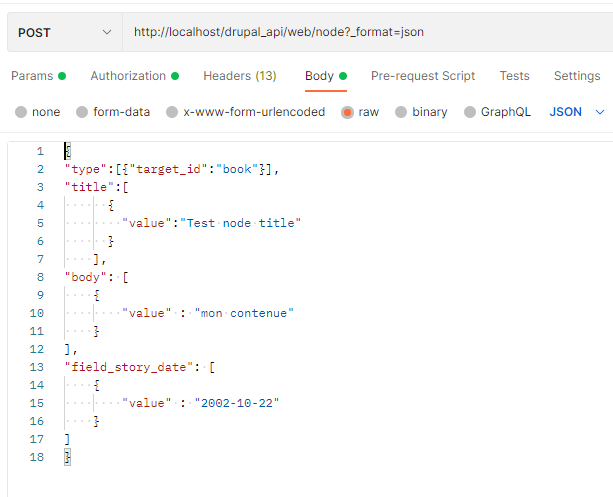 POST http://localhost/drupal_api/web/node?_format=json
Params Authorization Headers (13) Body Pre-request Script Tests Settings
none form-data x-www-form-urlencoded raw binary GraphQL JSON
1 {
2 "type":[{"target_id":"book"}],
3 "title":[
4 {
5 "value":"Test node title"
6 }
7 ],
8 "body": [
9 {
10 "value" : "mon contenue"
11 }
12 ],
13 "field_story_date": [
14 {
15 "value" : "2002-10-22"
16 }
17 ]
18 }